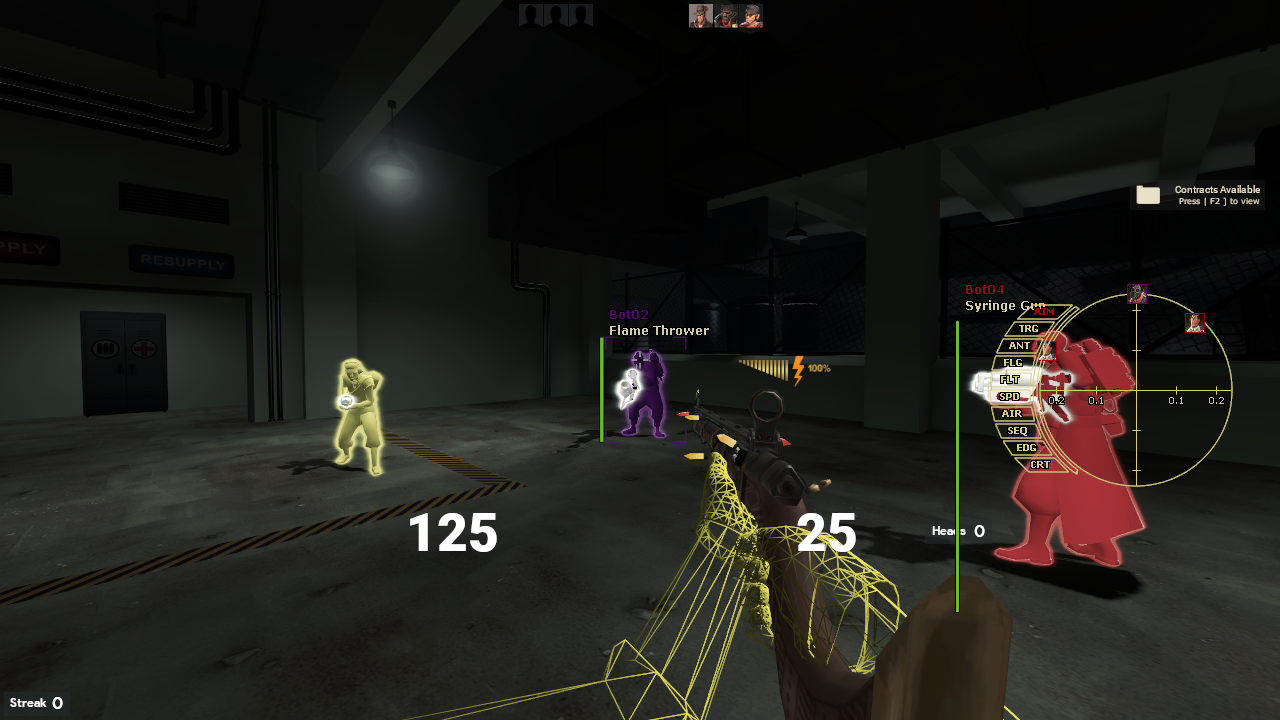 Contracts Available
Press [ F2 ] to view
PPLY
RESUPPLY
Bot04
Syringe Gun
AIM
TRG
ANT
FLG
FLT
SPD
AIR
SEQ
EDG
CRT
0.2
0.1
0.1
0.2
Bot02
Flame Thrower
100%
125
25
Heads 0
Streak 0